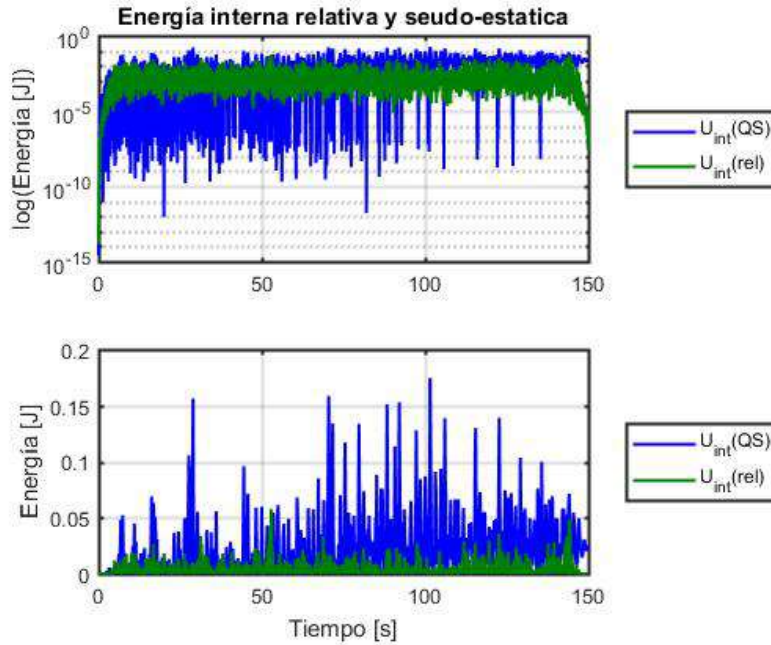 Energía interna relativa y seudo-estatica
10^0
10^-5
10^-10
10^-15
log(Energía [J])
0
50
100
150
U_int(QS)
U_int(rel)
0.2
0.15
0.1
0.05
0
Energía [J]
0
50
100
150
Tiempo [s]
U_int(QS)
U_int(rel)